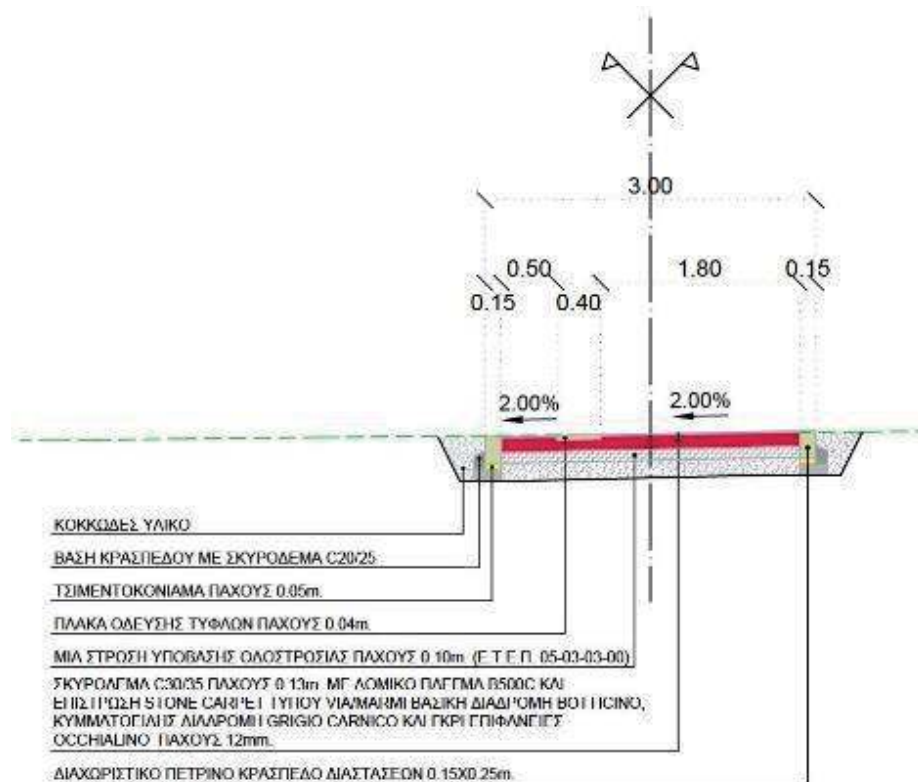 3.00
0.50 1.80 0.15
0.15 0.40
2.00% 2.00%
ΚΟΚΚΩΔΕΣ ΥΛΙΚΟ
ΒΑΣΗ ΚΡΑΣΠΕΔΟΥ ΜΕ ΣΚΥΡΟΔΕΜΑ C20/25
ΤΣΙΜΕΝΤΟΚΟΝΙΑΜΑ ΠΑΧΟΥΣ 0.05m.
ΠΛΑΚΑ ΟΔΕΥΣΗΣ ΤΥΦΛΩΝ ΠΑΧΟΥΣ 0.04m.
ΜΙΑ ΣΤΡΩΣΗ ΥΠΟΒΑΣΗΣ ΟΔΟΣΤΡΩΣΙΑΣ ΠΑΧΟΥΣ 0.10m. (Ε.Τ.Ε.Π. 05-03-03-00)
ΣΚΥΡΟΔΕΜΑ C30/35 ΠΑΧΟΥΣ 0.13m. ΜΕ ΔΟΜΙΚΟ ΠΛΕΓΜΑ B500C ΚΑΙ
ΕΠΙΣΤΡΩΣΗ STONE CARPET ΤΥΠΟΥ VIAMARMI ΒΑΣΙΚΗ ΔΙΑΔΡΟΜΗ BOTTICINO,
ΚΥΜΜΑΤΟΕΙΔΗΣ ΔΙΑΔΡΟΜΗ GRIGIO CARNICO ΚΑΙ ΓΚΡΙ ΕΠΙΦΑΝΕΙΕΣ
OCCHIALINO ΠΑΧΟΥΣ 12mm.
ΔΙΑΧΩΡΙΣΤΙΚΟ ΠΕΤΡΙΝΟ ΚΡΑΣΠΕΔΟ ΔΙΑΣΤΑΣΕΩΝ 0.15X0.25m.